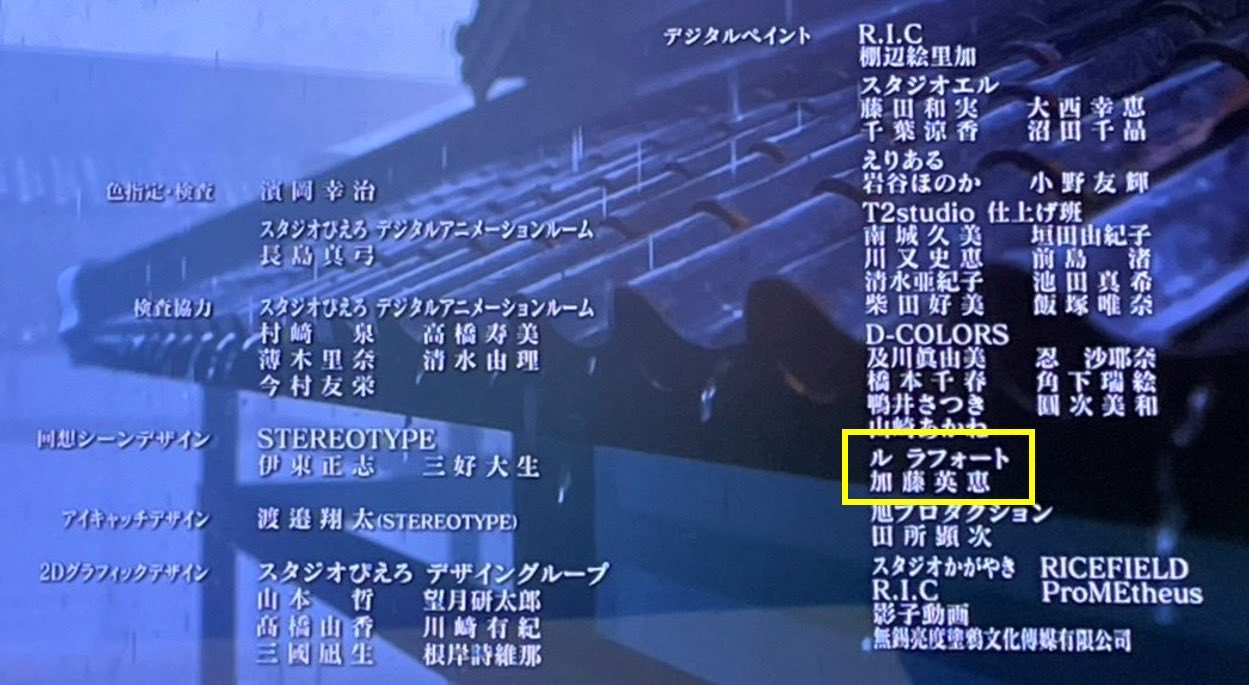 色指定・検査 濵岡幸治
スタジオぴえろ デジタルアニメーションルーム
長島真弓
検査協力 スタジオぴえろ デジタルアニメーションルーム
村﨑 泉 高橋寿美
薄木里奈 清水由理
今村友栄
回想シーンデザイン STEREOTYPE
伊東正志 三好大生
アイキャッチデザイン 渡邉翔太(STEREOTYPE)
2Dグラフィックデザイン スタジオぴえろ デザイングループ
山本 哲 望月研太郎
髙橋由香 川﨑有紀
三國凪生 根岸詩維那
デジタルペイント R.I.C
棚辺絵里加
スタジオエル
藤田和実 大西幸恵
千葉涼香 沼田千晶
えりある
岩谷ほのか 小野友輝
T2studio 仕上げ班
南城久美 垣田由紀子
川又史恵 前島 渚
清水亜紀子 池田真希
柴田好美 飯塚唯奈
D-COLORS
及川眞由美 忍 沙耶奈
橋本千春 角下瑞絵
鴨井さつき 圓次美和
山崎あかね
ル ラフォート
加藤英恵
旭プロダクション
田所顕次
スタジオかがやき RICEFIELD
R.I.C ProMEtheus
影子動画
無錫亮度塗鴉文化傳媒有限公司